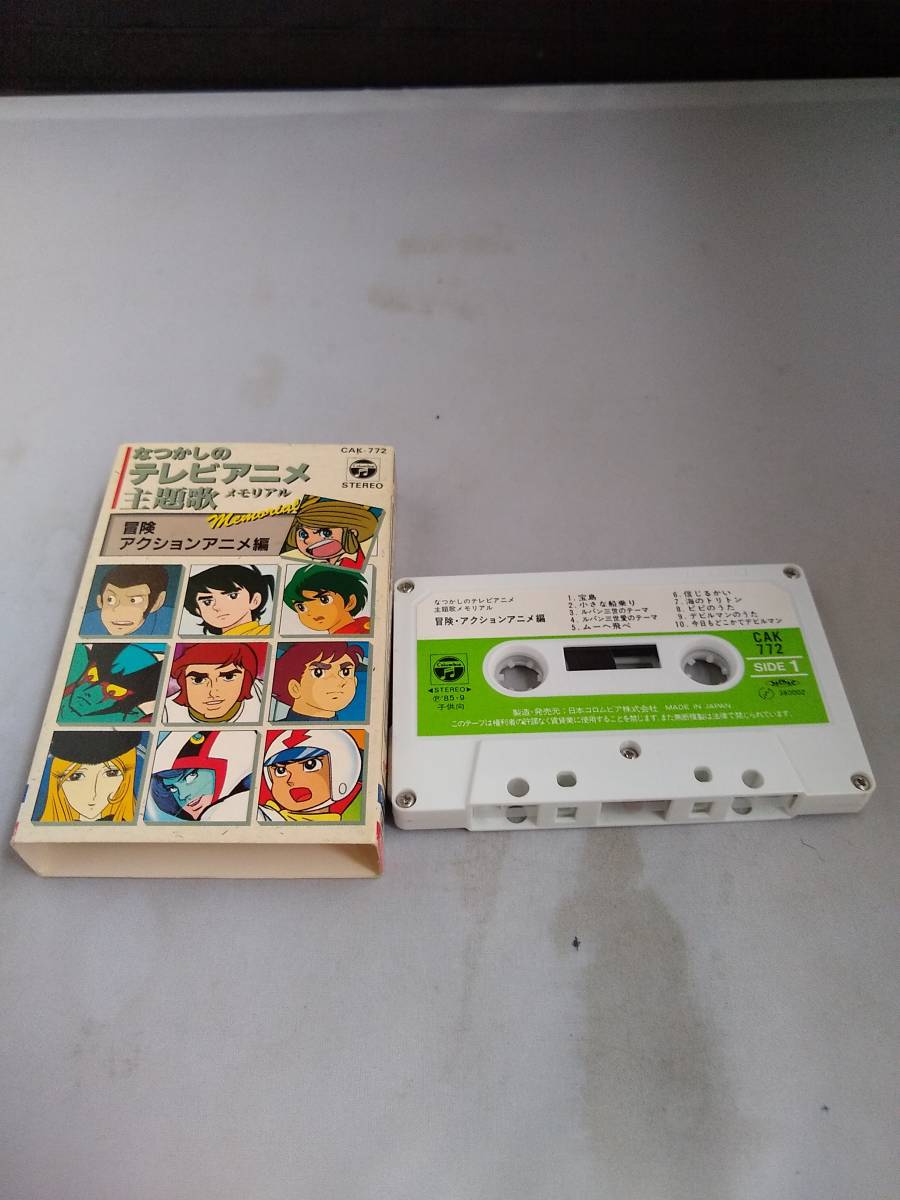 なつかしの
テレビアニメ
主題歌 メモリアル
Memorial
冒険
アクションアニメ編
CAK-772
Columbia
STEREO
なつかしのテレビアニメ
主題歌メモリアル
冒険・アクションアニメ編
1. 宝島
2. 小さな船乗り
3. ルパン三世のテーマ
4. ルパン三世愛のテーマ
5. ムーへ飛べ
6. 信じるかい
7. 海のトリトン
8. ピピのうた
9. デビルマンのうた
10. 今日もどこかでデビルマン
CAK
772
SIDE 1
Columbia
◀STEREO▶
Ⓟ'85・9
子供向
製造・発売元:日本コロムビア株式会社 MADE IN JAPAN
このテープは権利者の許諾なく賃貸業に使用することを禁じます。また無断複製は法律で禁じられています。